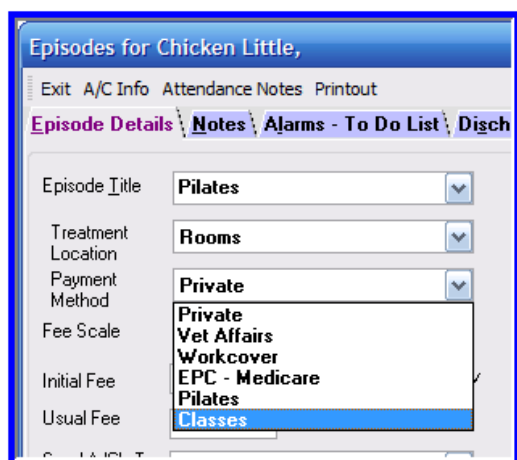 Episodes for Chicken Little,
Exit A/C Info Attendance Notes Printout
Episode Details Notes Alarms - To Do List Disch
Episode Title Pilates
Treatment Location Rooms
Payment Method Private
Private
Fee Scale Vet Affairs
Workcover
Initial Fee EPC - Medicare
Pilates
Usual Fee Classes